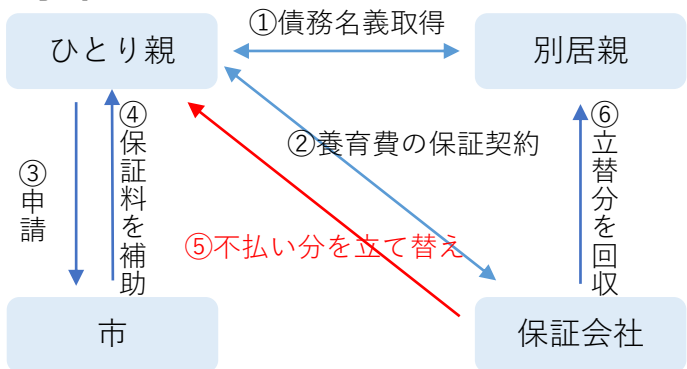 ①債務名義取得
ひとり親
別居親
④保証料を補助
⑥立替分を回収
②養育費の保証契約
③申請
⑤不払い分を立て替え
市
保証会社